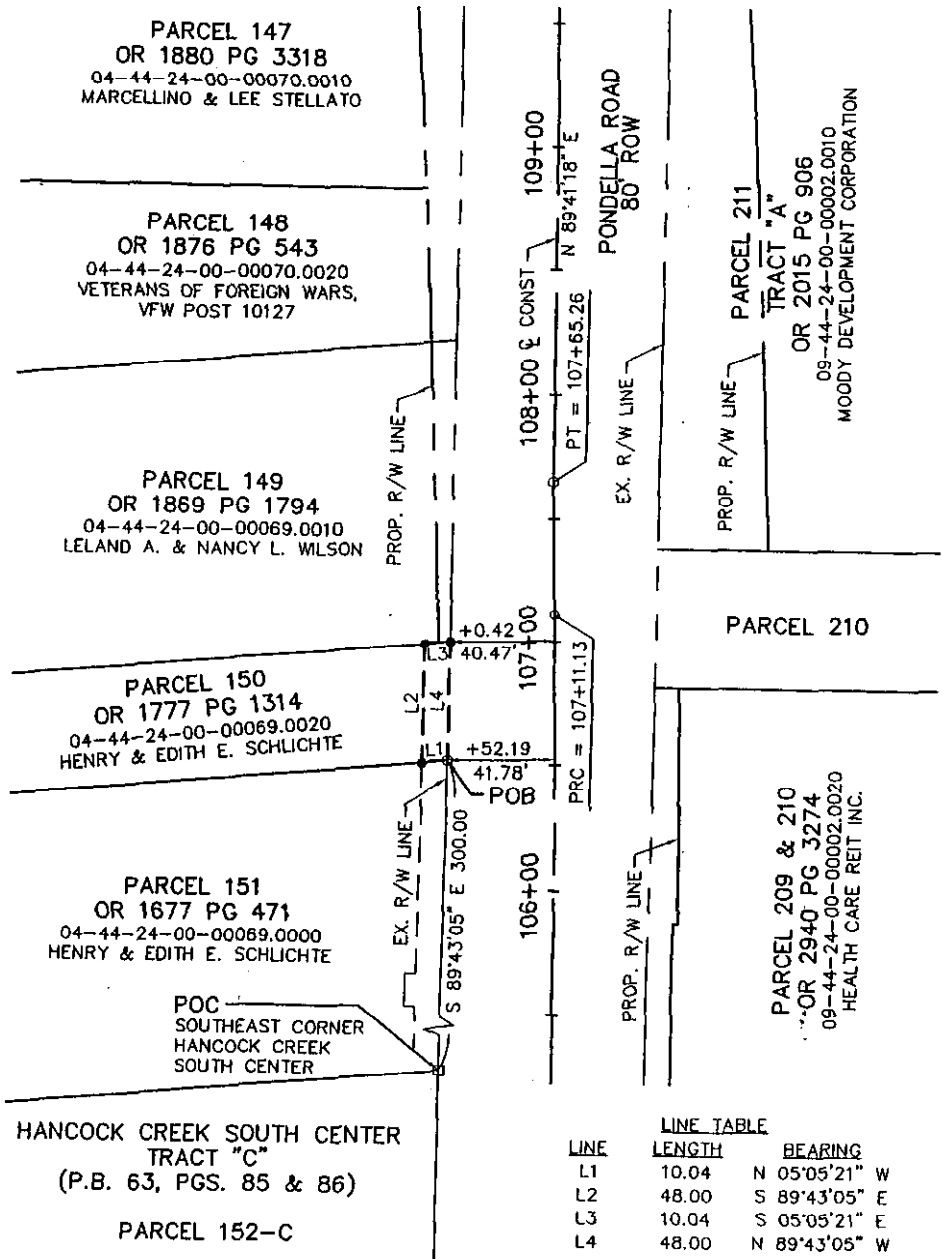 PARCEL 147
OR 1880 PG 3318
04-44-24-00-00070.0010
MARCELLINO & LEE STELLATO
PARCEL 148
OR 1876 PG 543
04-44-24-00-00070.0020
VETERANS OF FOREIGN WARS,
VFW POST 10127
PARCEL 149
OR 1869 PG 1794
04-44-24-00-00069.0010
LELAND A. & NANCY L. WILSON
PARCEL 150
OR 1777 PG 1314
04-44-24-00-00069.0020
HENRY & EDITH E. SCHLICHTE
PARCEL 151
OR 1677 PG 471
04-44-24-00-00069.0000
HENRY & EDITH E. SCHLICHTE
POC
SOUTHEAST CORNER
HANCOCK CREEK
SOUTH CENTER
HANCOCK CREEK SOUTH CENTER
TRACT "C"
(P.B. 63, PGS. 85 & 86)
PARCEL 152-C
PROP. R/W LINE
EX. R/W LINE
S 89°43'05" E 300.00
L2
L4
L3
L1
+0.42
40.47'
+52.19
41.78'
POB
109+00
108+00 ℄ CONST
107+00
106+00
N 89°41'18" E
PT = 107+65.26
PRC = 107+11.13
PONDELLA ROAD
80' ROW
EX. R/W LINE
PROP. R/W LINE
PARCEL 211
TRACT "A"
OR 2015 PG 906
09-44-24-00-00002.0010
MOODY DEVELOPMENT CORPORATION
PARCEL 210
PROP. R/W LINE
PARCEL 209 & 210
OR 2940 PG 3274
09-44-24-00-00002.0020
HEALTH CARE REIT INC.
LINE TABLE
LINE LENGTH BEARING
L1 10.04 N 05°05'21" W
L2 48.00 S 89°43'05" E
L3 10.04 S 05°05'21" E
L4 48.00 N 89°43'05" W